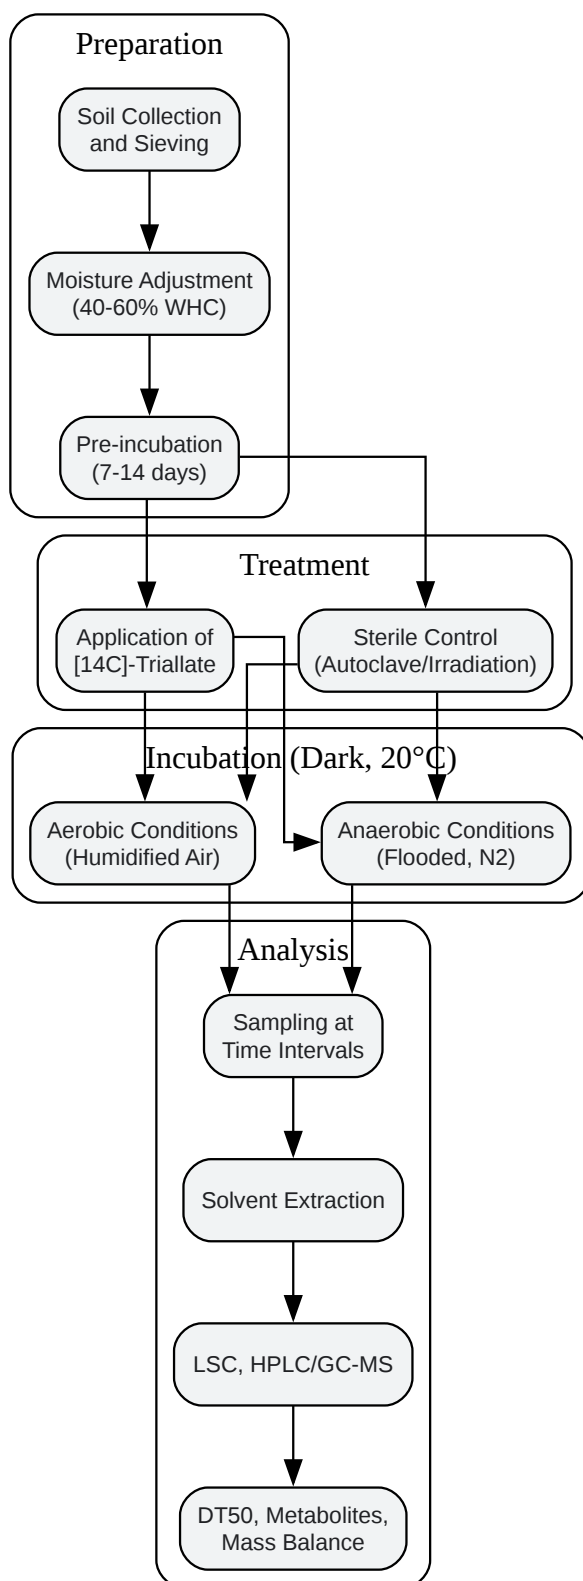 Preparation
Soil Collection
and Sieving
Moisture Adjustment
(40-60% WHC)
Pre-incubation
(7-14 days)
Treatment
Application of
[14C]-Triallate
Sterile Control
(Autoclave/Irradiation)
Incubation (Dark, 20°C)
Aerobic Conditions
(Humidified Air)
Anaerobic Conditions
(Flooded, N2)
Analysis
Sampling at
Time Intervals
Solvent Extraction
LSC, HPLC/GC-MS
DT50, Metabolites,
Mass Balance